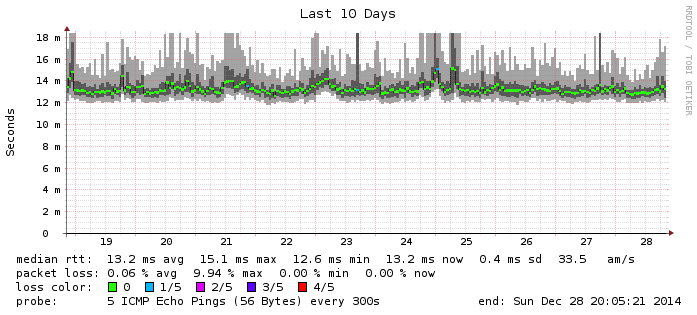 Last 10 Days
RRDTOOL / TOBI OETIKER
Seconds
18 m
16 m
14 m
12 m
10 m
8 m
6 m
4 m
2 m
0
19 20 21 22 23 24 25 26 27 28
median rtt: 13.2 ms avg 15.1 ms max 12.6 ms min 13.2 ms now 0.4 ms sd 33.5 am/s
packet loss: 0.06 % avg 9.94 % max 0.00 % min 0.00 % now
loss color: 0 1/5 2/5 3/5 4/5
probe: 5 ICMP Echo Pings (56 Bytes) every 300s end: Sun Dec 28 20:05:21 2014